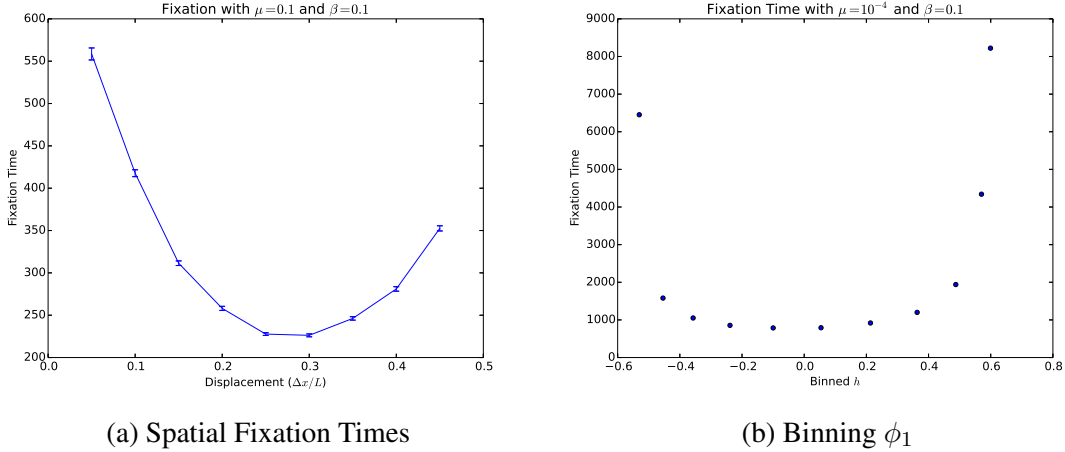 Fixation with μ=0.1 and β=0.1
600
550
500
450
400
350
300
250
200
0.0 0.1 0.2 0.3 0.4 0.5
Fixation Time
Displacement (Δx/L)
(a) Spatial Fixation Times
Fixation Time with μ=10⁻⁴ and β=0.1
9000
8000
7000
6000
5000
4000
3000
2000
1000
0
−0.6 −0.4 −0.2 0.0 0.2 0.4 0.6 0.8
Fixation Time
Binned h
(b) Binning ϕ₁